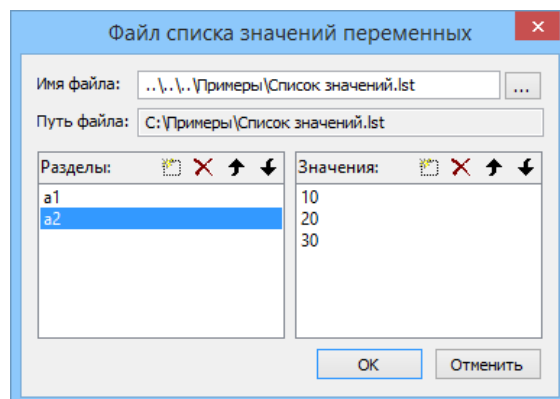 Файл списка значений переменных
Имя файла: ..\..\..\Примеры\Список значений.lst ...
Путь файла: C:\Примеры\Список значений.lst
Разделы:
a1
a2
Значения:
10
20
30
OK Отменить